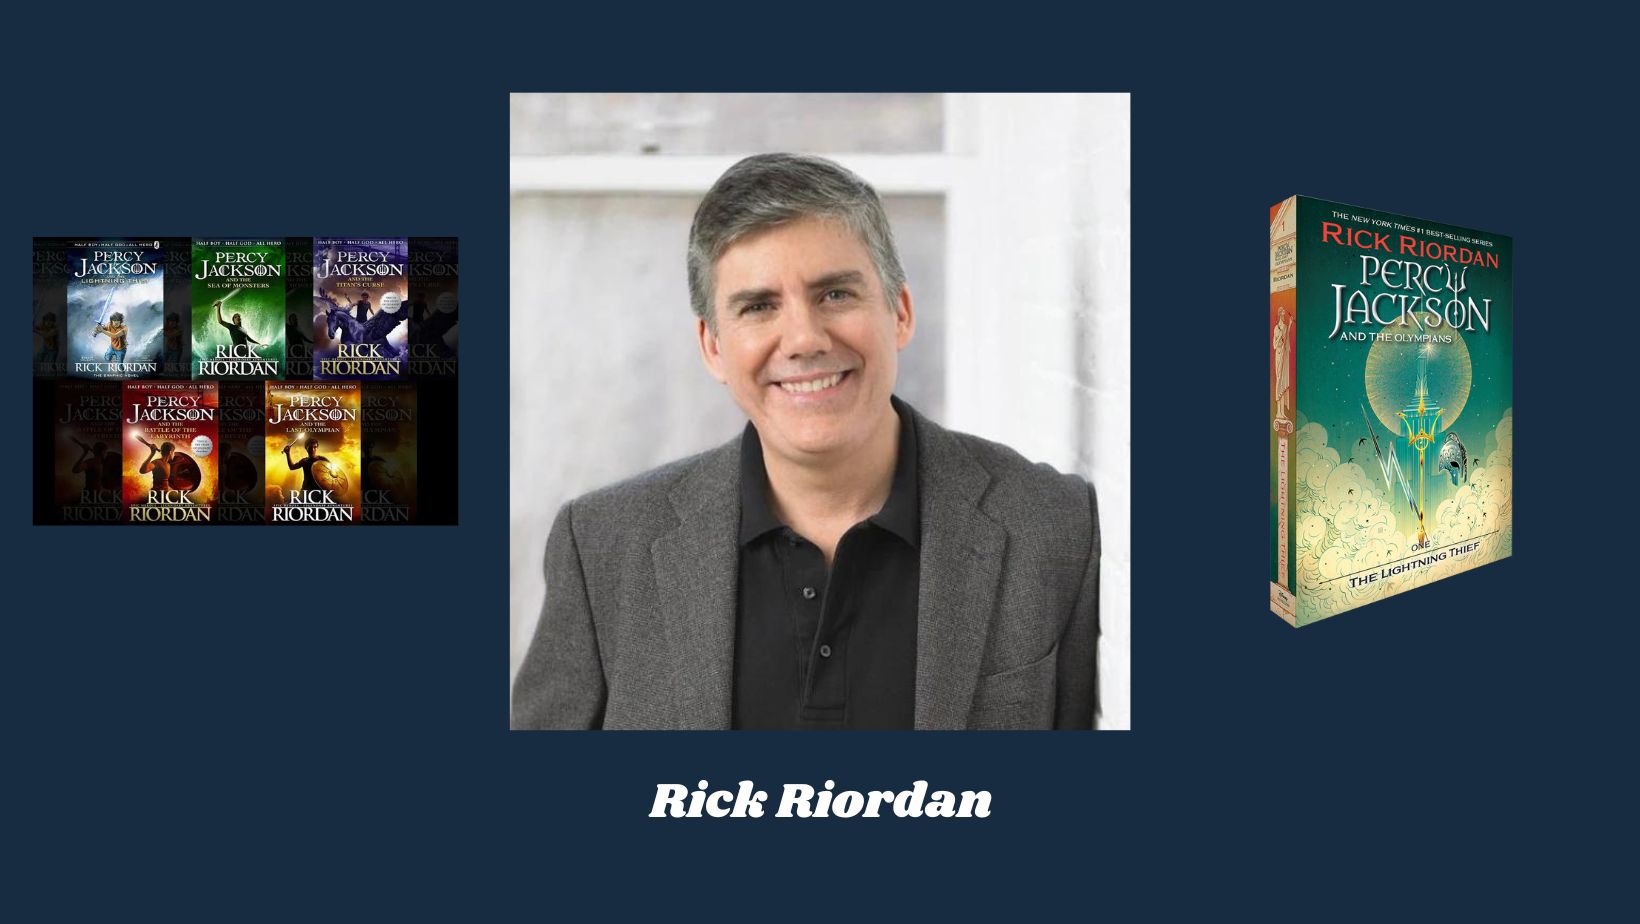 HALF BOY · HALF GOD · ALL HERO
PERCY
JACKSON
AND THE
LIGHTNING THIEF
RICK RIORDAN
THE GRAPHIC NOVEL
HALF BOY · HALF GOD · ALL HERO
PERCY
JACKSON
AND THE
SEA OF MONSTERS
RICK
RIORDAN
HALF BOY · HALF GOD · ALL HERO
PERCY
JACKSON
AND THE
TITAN'S CURSE
RICK
RIORDAN
HALF BOY · HALF GOD · ALL HERO
PERCY
JACKSON
AND THE
BATTLE OF THE
LABYRINTH
RICK
RIORDAN
HALF BOY · HALF GOD · ALL HERO
PERCY
JACKSON
AND THE
LAST OLYMPIAN
RICK
RIORDAN
THE NEW YORK TIMES #1 BEST-SELLING SERIES
RICK RIORDAN
PERCY
JACKSON
AND THE OLYMPIANS
ONE
THE LIGHTNING THIEF
1
RIORDAN
THE LIGHTNING THIEF
Rick Riordan